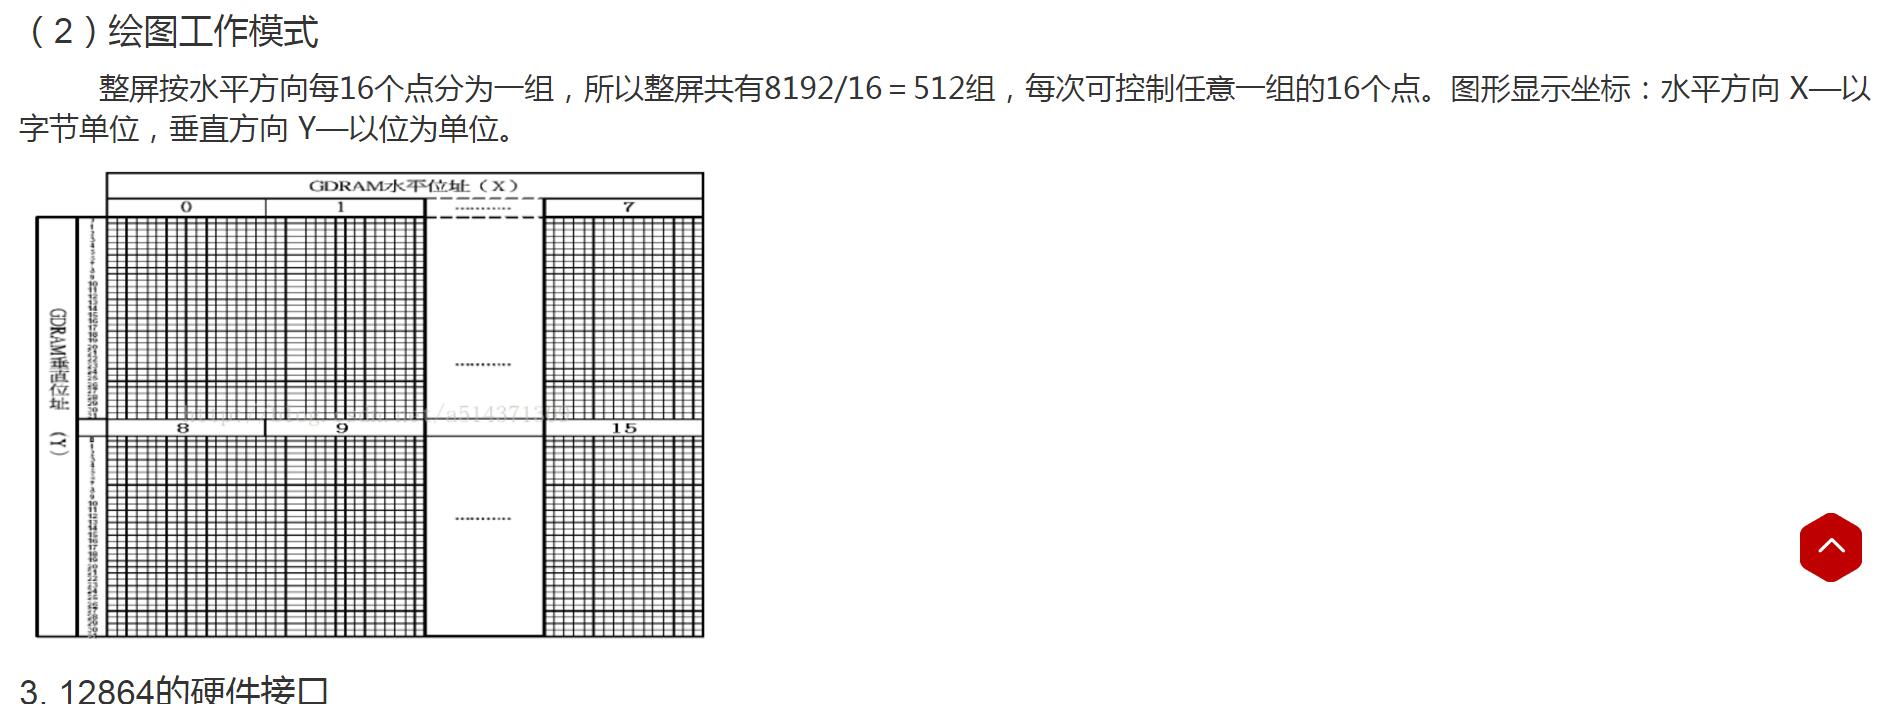 （2）绘图工作模式
整屏按水平方向每16个点分为一组，所以整屏共有8192/16＝512组，每次可控制任意一组的16个点。图形显示坐标：水平方向 X—以
字节单位，垂直方向 Y—以位为单位。
GDRAM水平位址（X）
0 1 ........... 7
GDRAM垂直位址（Y）
...........
8 9 15
...........
3. 12864的硬件接口